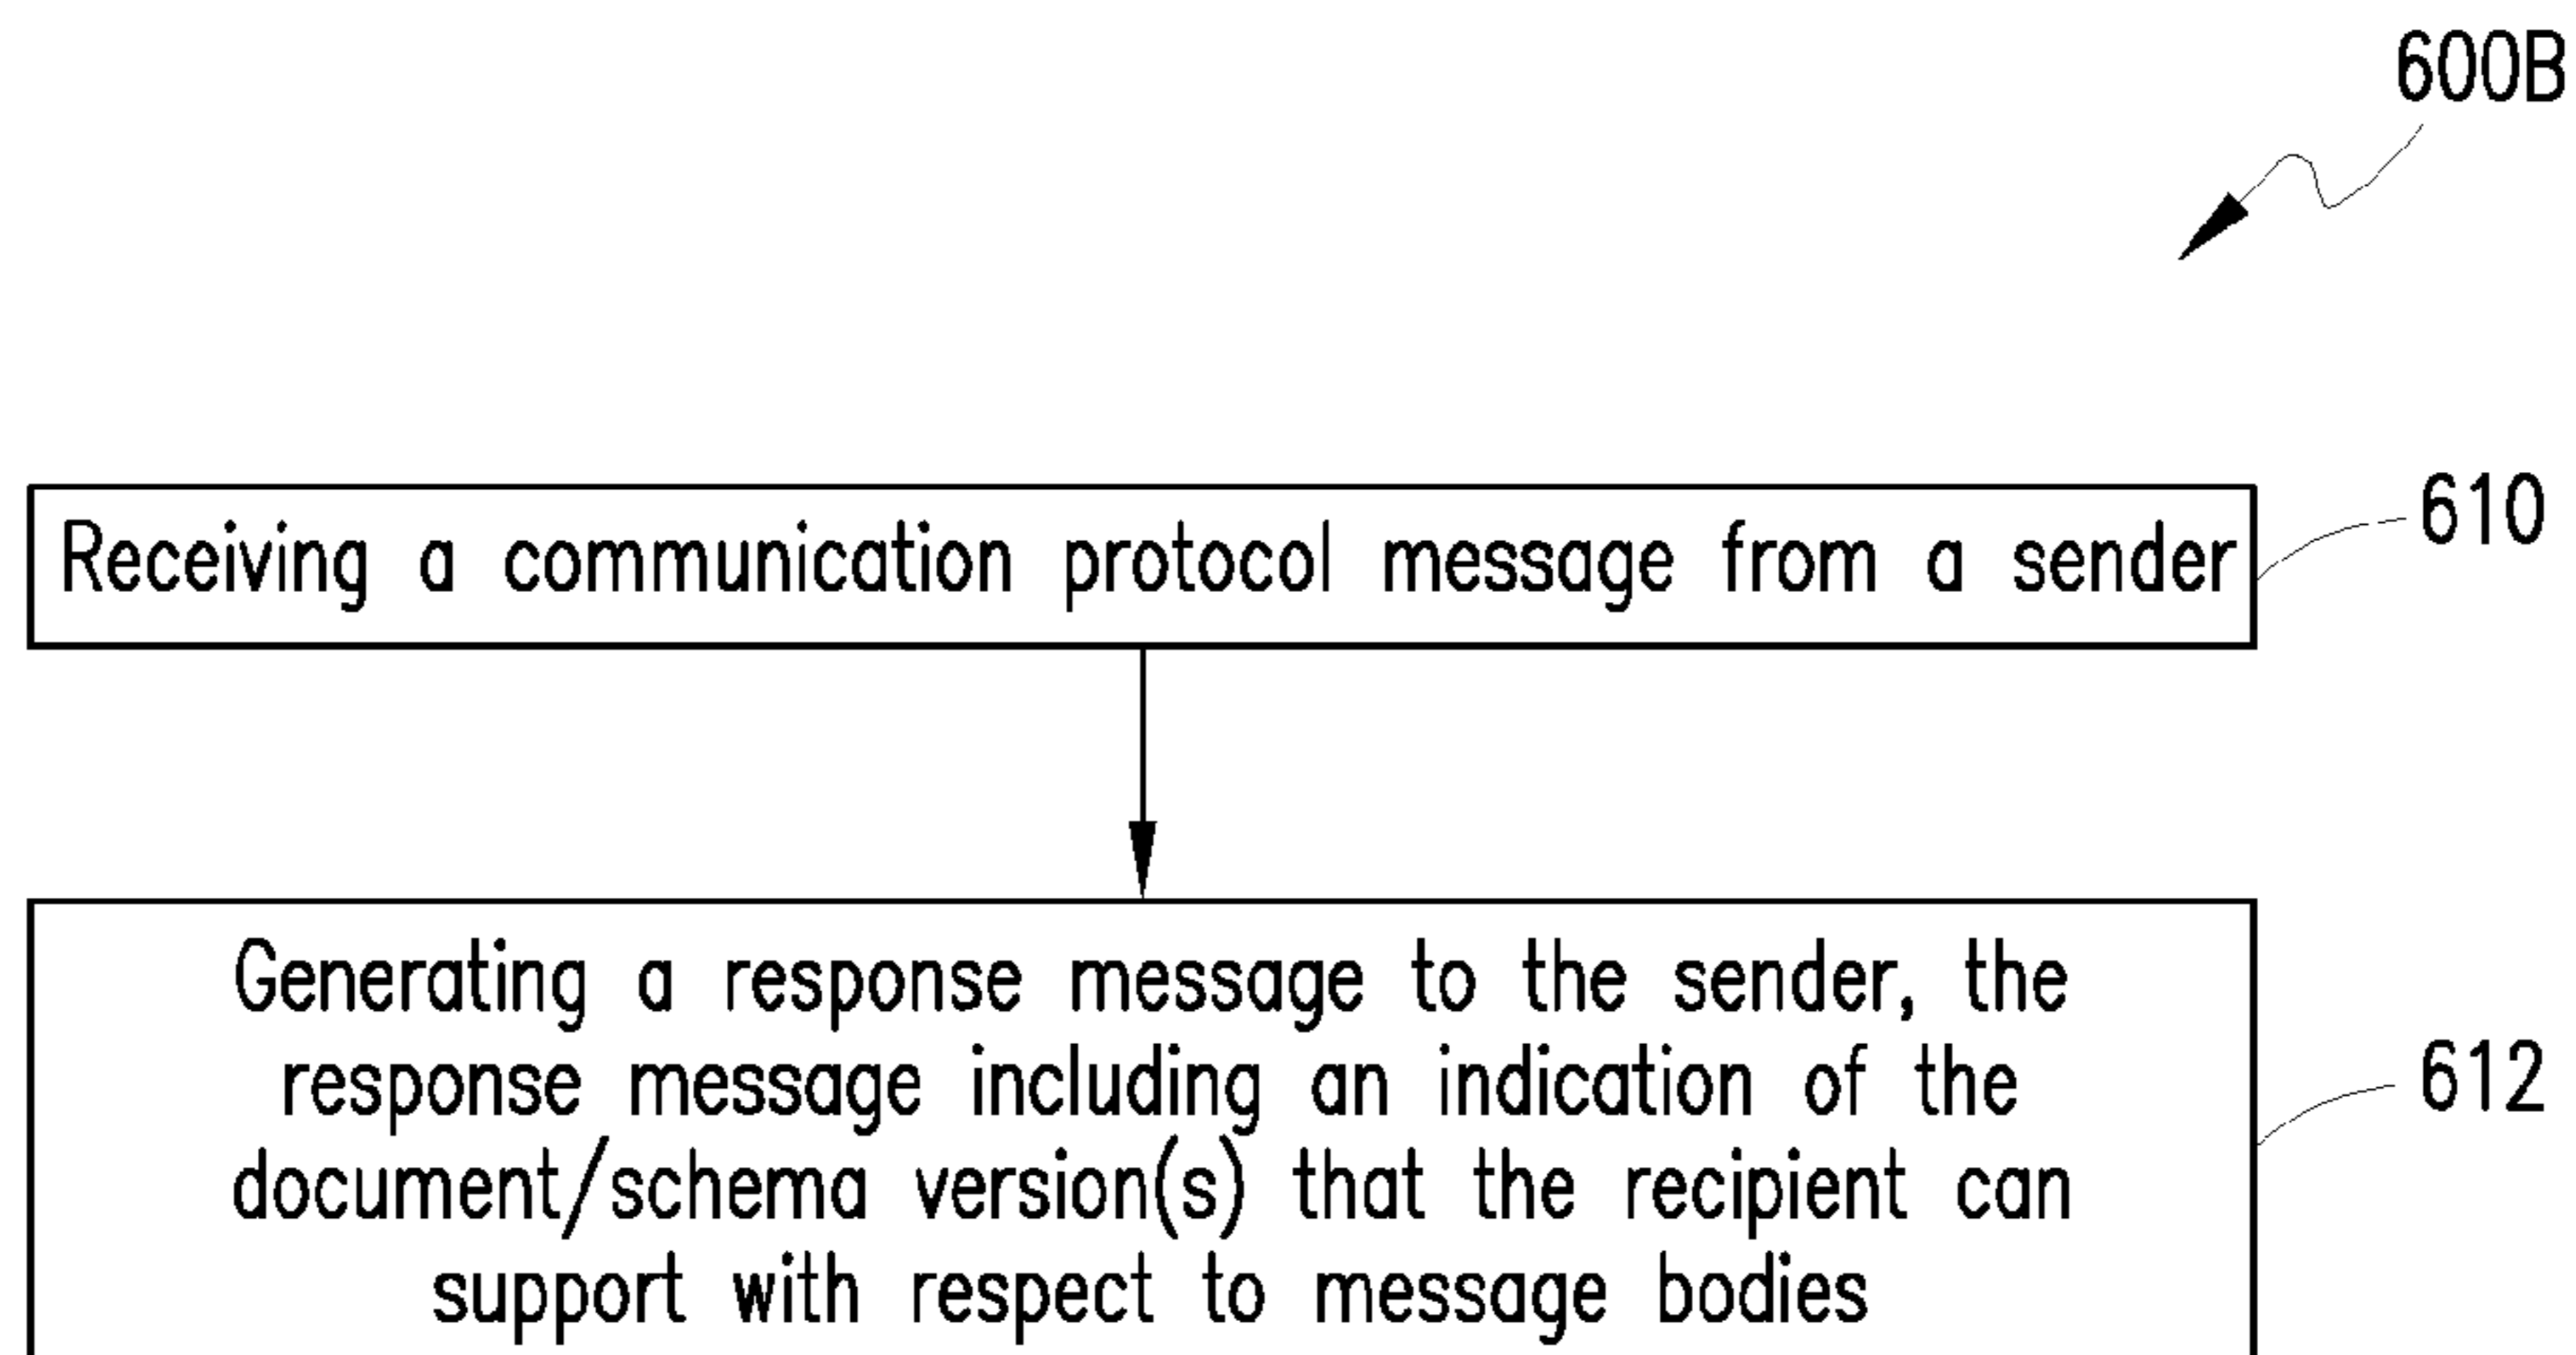 600B
Receiving a communication protocol message from a sender
610
Generating a response message to the sender, the
response message including an indication of the
document/schema version(s) that the recipient can
support with respect to message bodies
612